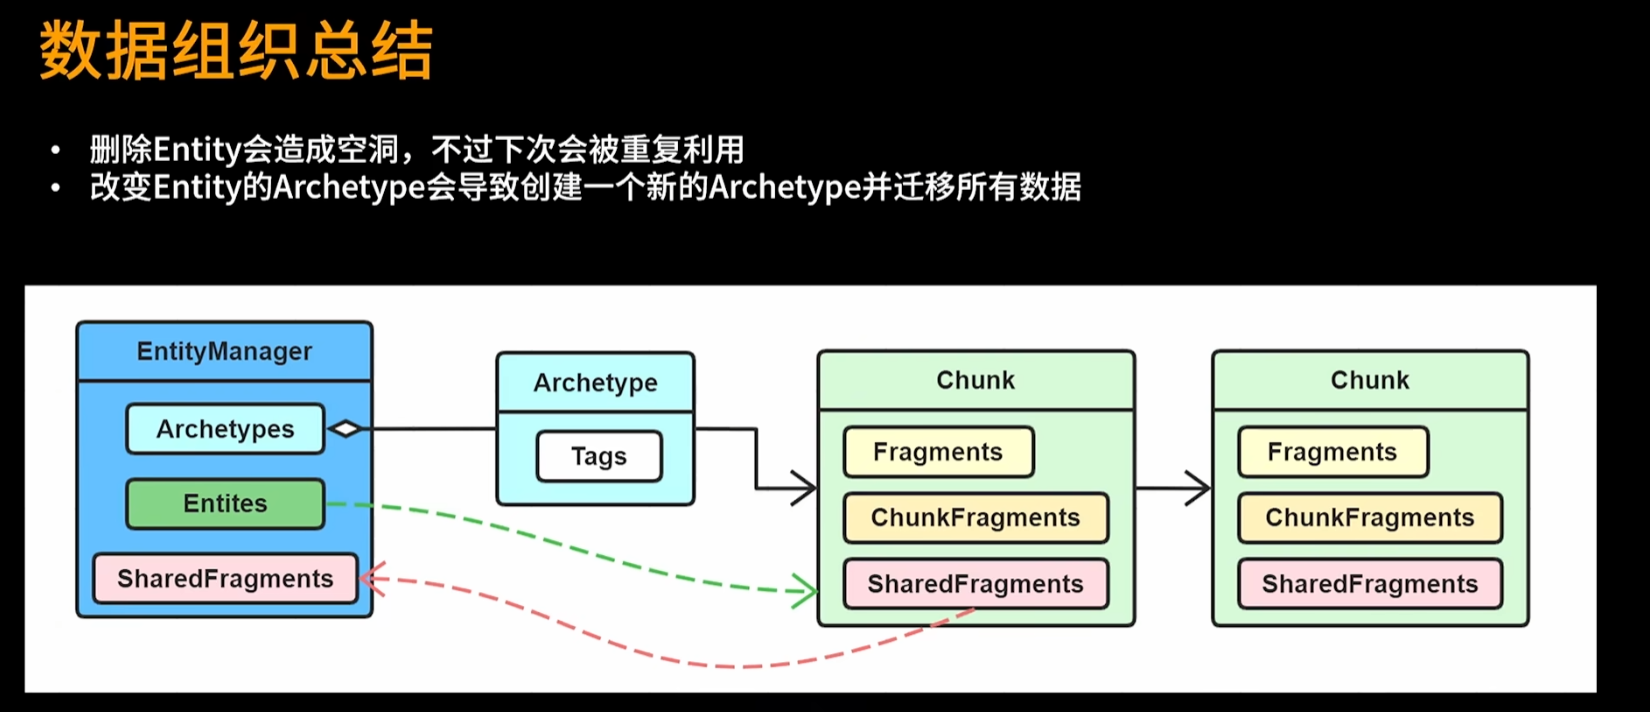 数据组织总结
• 删除Entity会造成空洞，不过下次会被重复利用
• 改变Entity的Archetype会导致创建一个新的Archetype并迁移所有数据
EntityManager
Archetypes
Entites
SharedFragments
Archetype
Tags
Chunk
Fragments
ChunkFragments
SharedFragments
Chunk
Fragments
ChunkFragments
SharedFragments